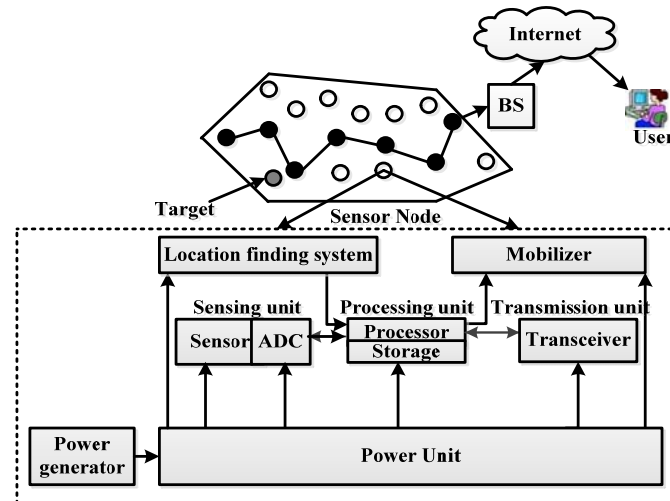 Internet
BS
User
Target
Sensor Node
Location finding system
Mobilizer
Sensing unit
Processing unit
Transmission unit
Sensor
ADC
Processor
Storage
Transceiver
Power
generator
Power Unit